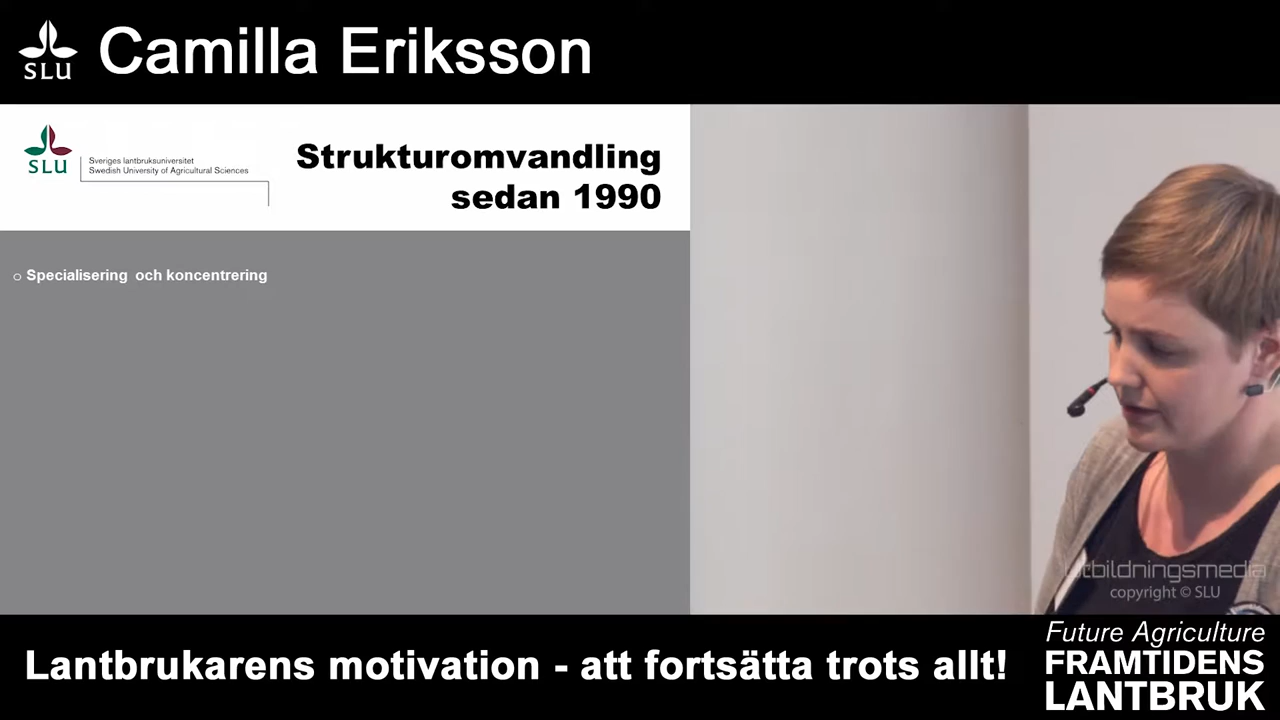 SLU
Camilla Eriksson
SLU
Sveriges lantbruksuniversitet
Swedish University of Agricultural Sciences
Strukturomvandling
sedan 1990
o Specialisering och koncentrering
utbildningsmedia
copyright © SLU
Lantbrukarens motivation - att fortsätta trots allt!
Future Agriculture
FRAMTIDENS
LANTBRUK